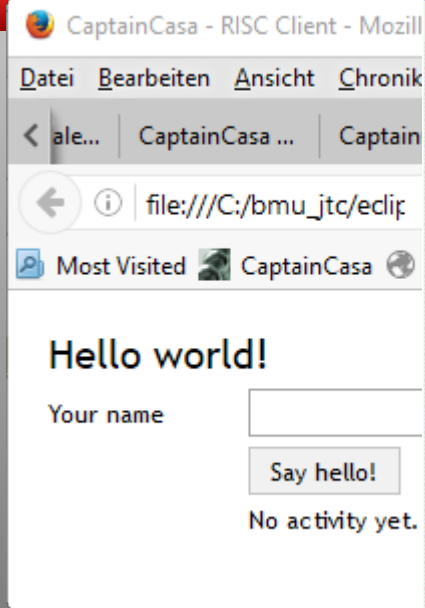 CaptainCasa - RISC Client - Mozill
Datei Bearbeiten Ansicht Chronik
ale... CaptainCasa ... Captain
file:///C:/bmu_jtc/eclip
Most Visited CaptainCasa
Hello world!
Your name
Say hello!
No activity yet.